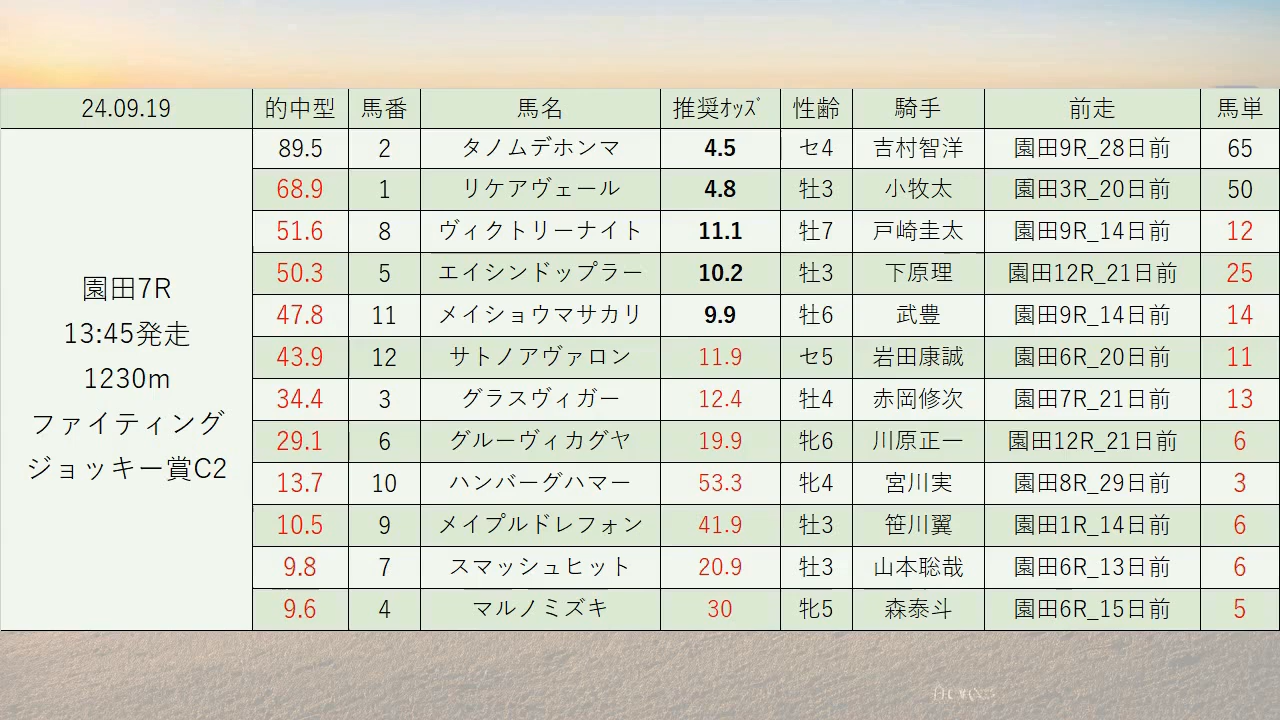 24.09.19 的中型 馬番 馬名 推奨ｵｯｽﾞ 性齢 騎手 前走 馬単
園田7R
13:45発走
1230m
ファイティング
ジョッキー賞C2
89.5 2 タノムデホンマ 4.5 セ4 吉村智洋 園田9R_28日前 65
68.9 1 リケアヴェール 4.8 牡3 小牧太 園田3R_20日前 50
51.6 8 ヴィクトリーナイト 11.1 牡7 戸崎圭太 園田9R_14日前 12
50.3 5 エイシンドップラー 10.2 牡3 下原理 園田12R_21日前 25
47.8 11 メイショウマサカリ 9.9 牡6 武豊 園田9R_14日前 14
43.9 12 サトノアヴァロン 11.9 セ5 岩田康誠 園田6R_20日前 11
34.4 3 グラスヴィガー 12.4 牡4 赤岡修次 園田7R_21日前 13
29.1 6 グルーヴィカグヤ 19.9 牝6 川原正一 園田12R_21日前 6
13.7 10 ハンバーグハマー 53.3 牝4 宮川実 園田8R_29日前 3
10.5 9 メイプルドレフォン 41.9 牡3 笹川翼 園田1R_14日前 6
9.8 7 スマッシュヒット 20.9 牡3 山本聡哉 園田6R_13日前 6
9.6 4 マルノミズキ 30 牝5 森泰斗 園田6R_15日前 5